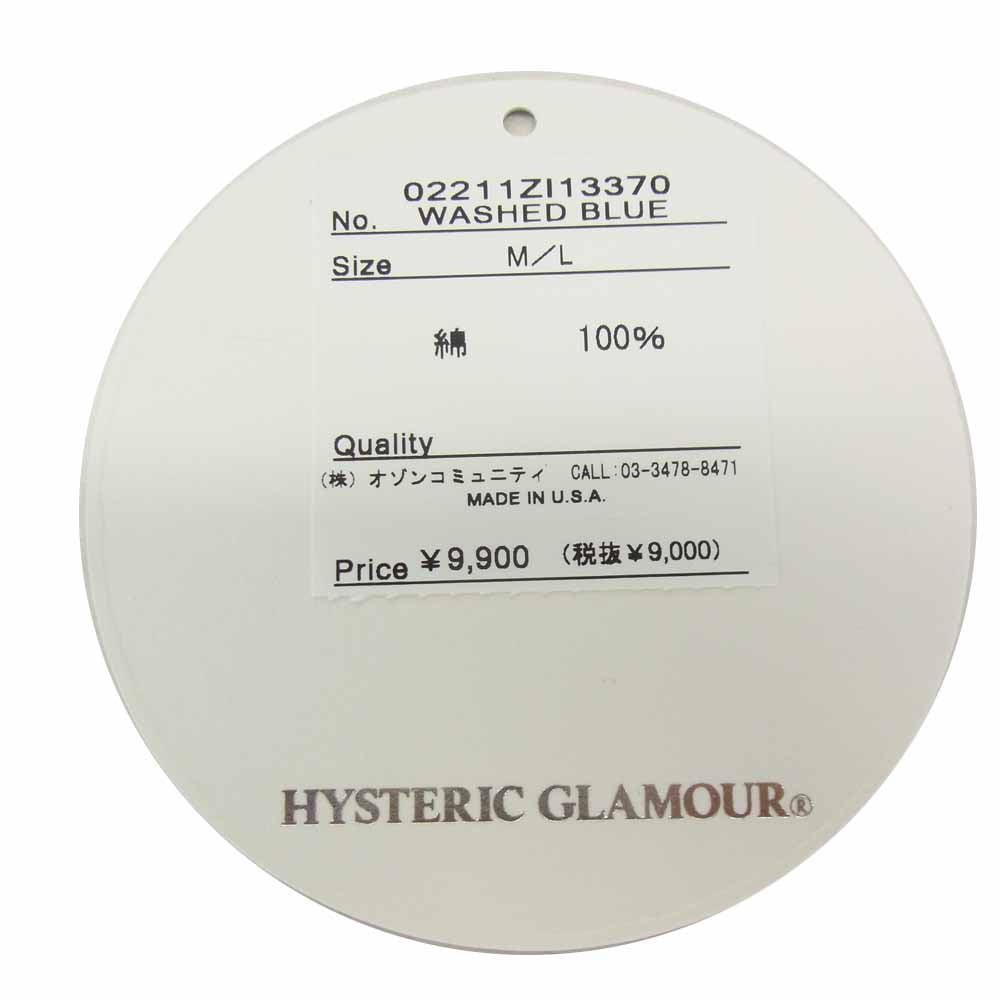 02211ZI13370
No. WASHED BLUE
Size M/L
綿 100%
Quality
(株) オゾンコミュニティ CALL:03-3478-8471
MADE IN U.S.A.
Price ¥9,900 (税抜¥9,000)
HYSTERIC GLAMOUR®